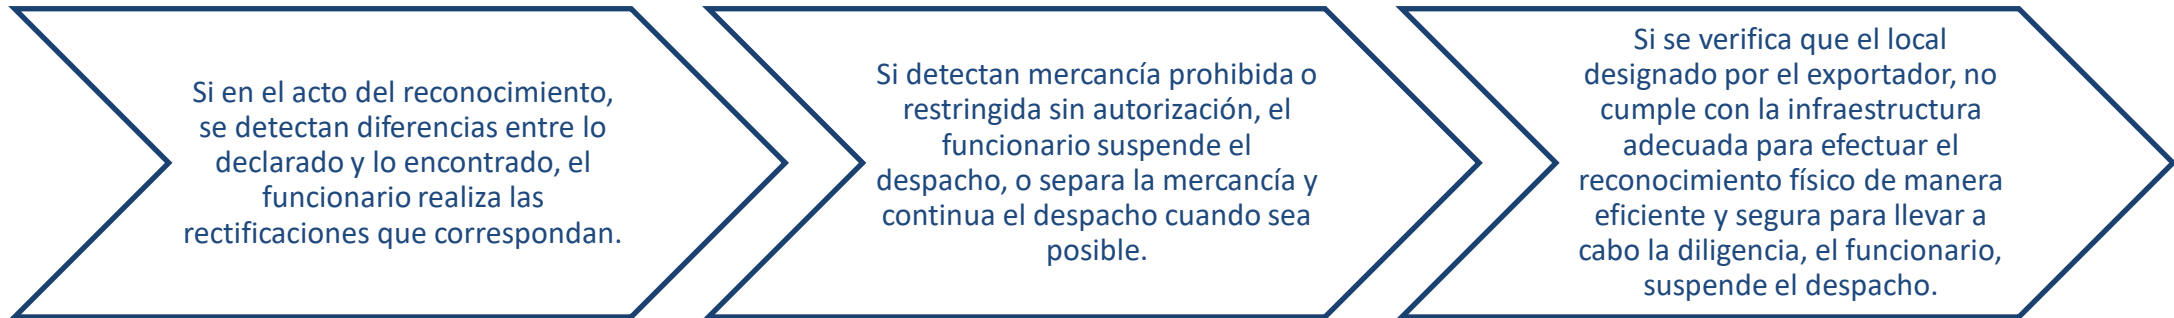 Si en el acto del reconocimiento,
se detectan diferencias entre lo
declarado y lo encontrado, el
funcionario realiza las
rectificaciones que correspondan.
Si detectan mercancía prohibida o
restringida sin autorización, el
funcionario suspende el
despacho, o separa la mercancía y
continua el despacho cuando sea
posible.
Si se verifica que el local
designado por el exportador, no
cumple con la infraestructura
adecuada para efectuar el
reconocimiento físico de manera
eficiente y segura para llevar a
cabo la diligencia, el funcionario,
suspende el despacho.